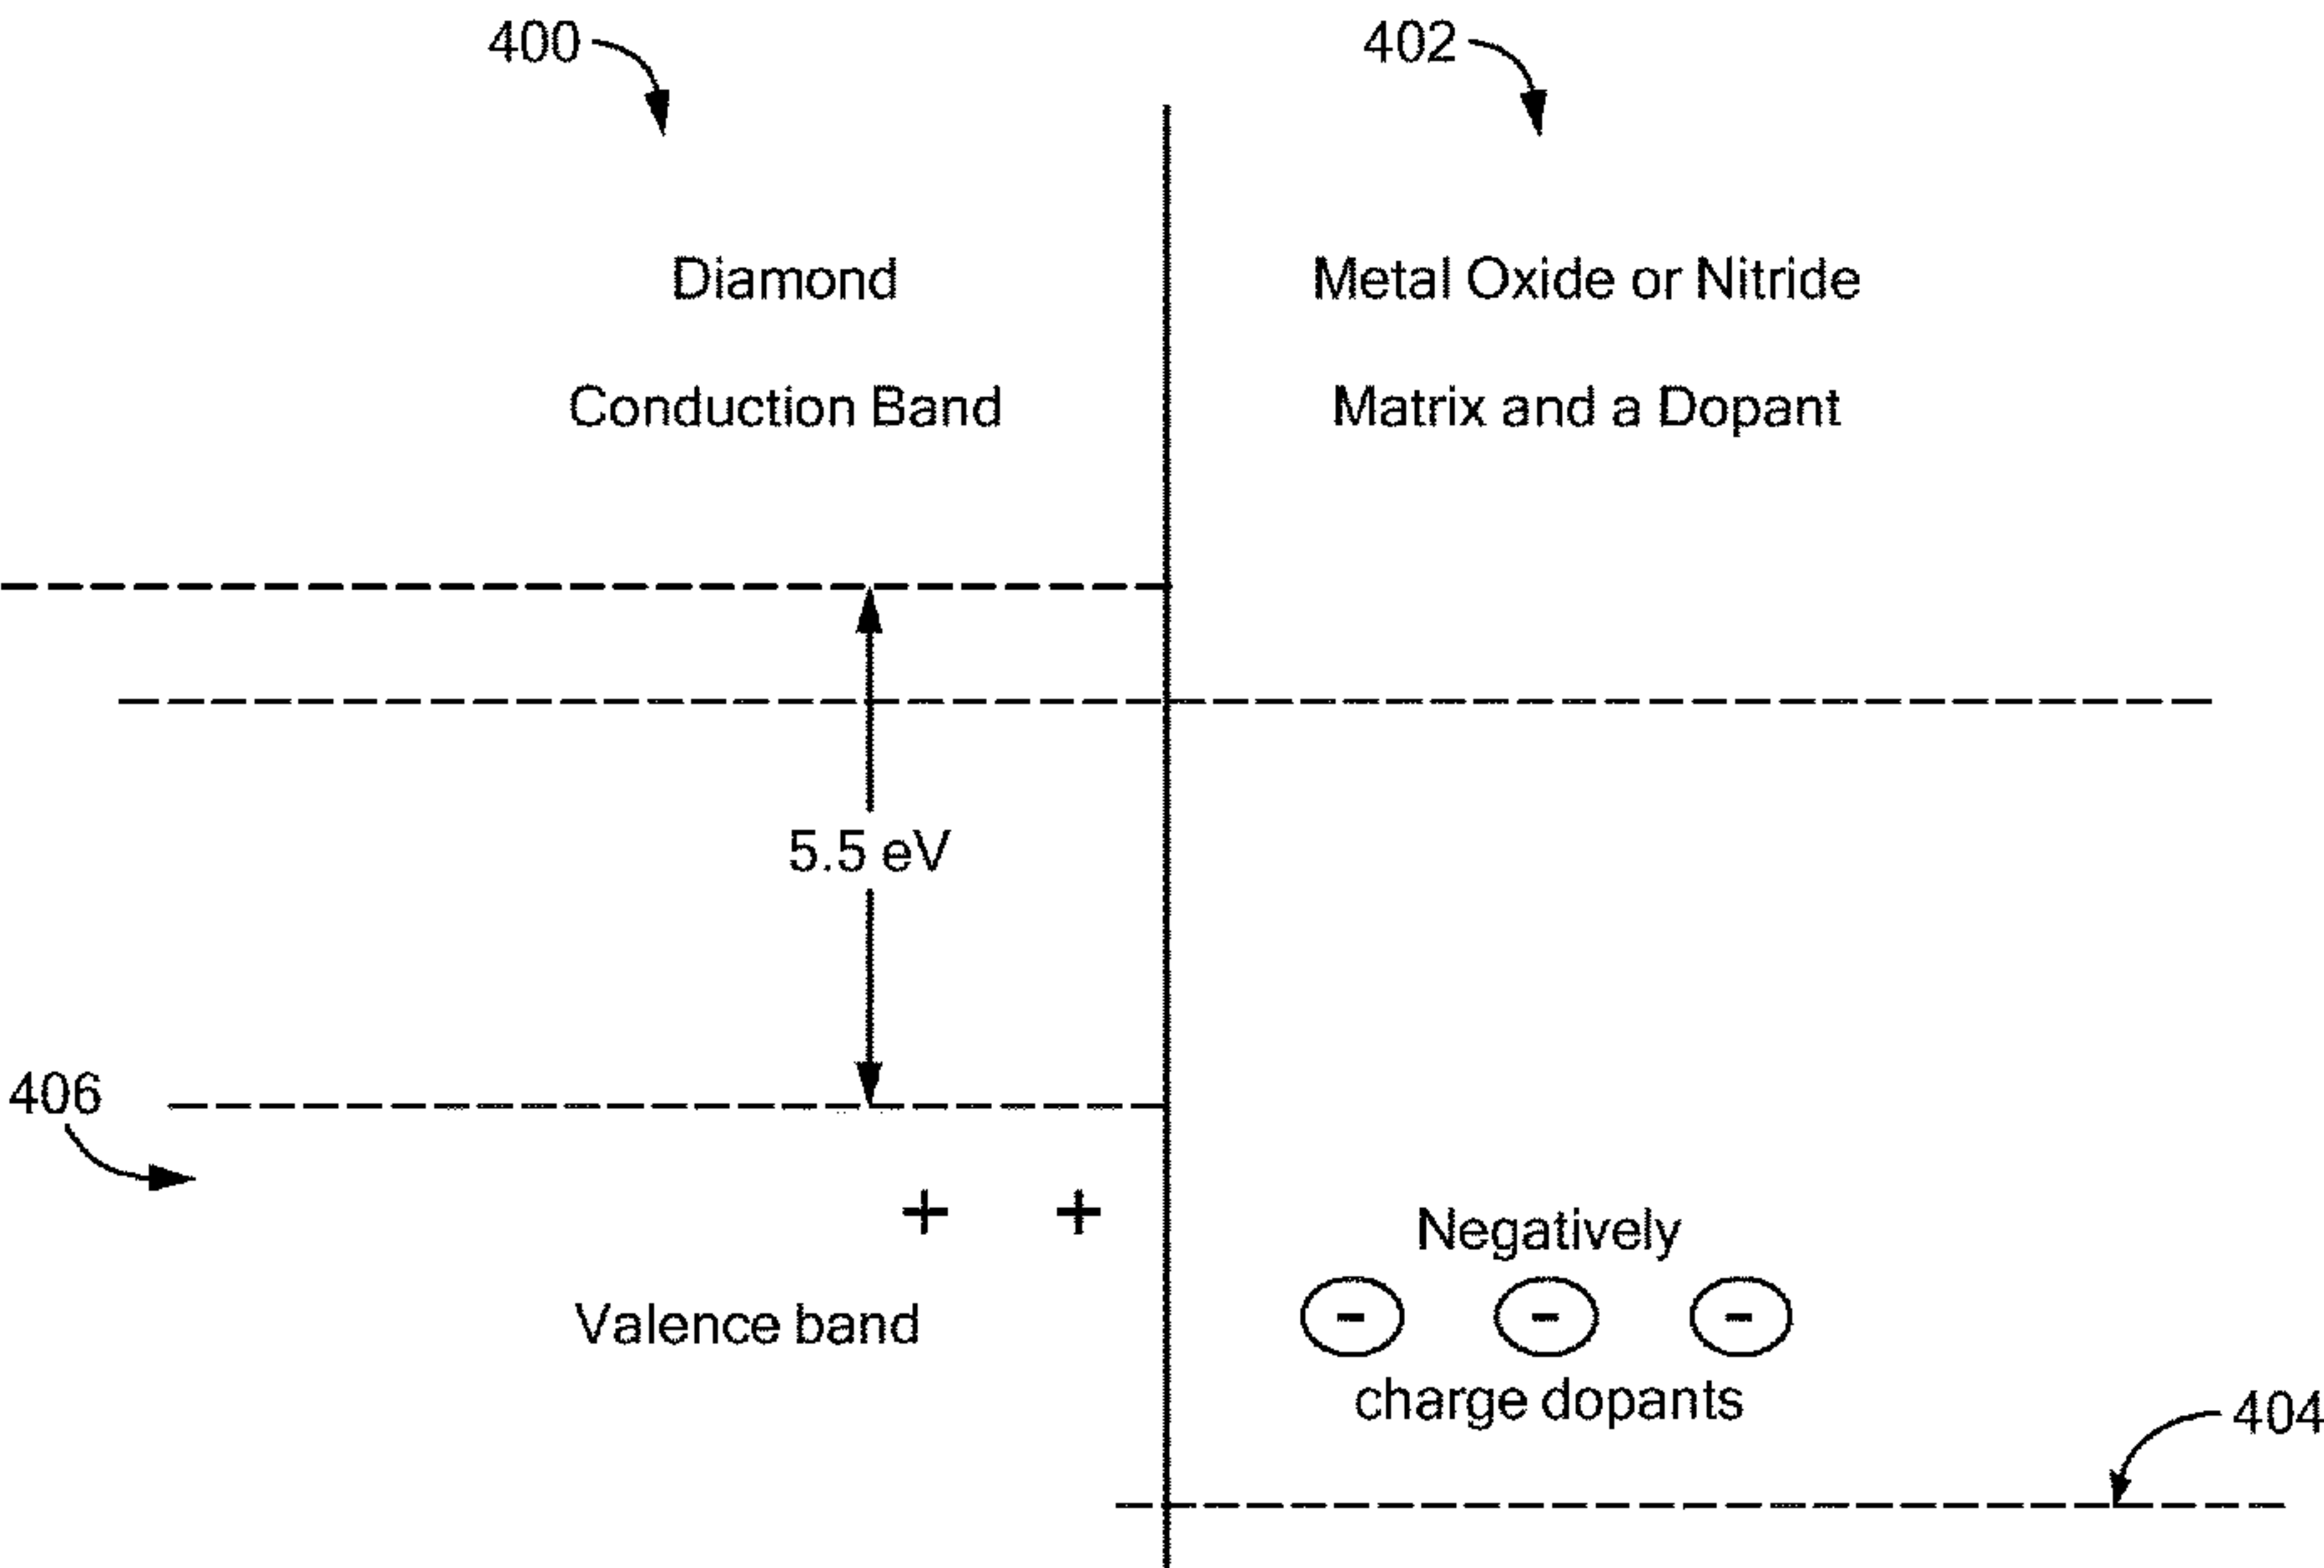 400
402
Diamond
Metal Oxide or Nitride
Conduction Band
Matrix and a Dopant
5.5 eV
406
+ +
Negatively
- - -
Valence band
charge dopants
404